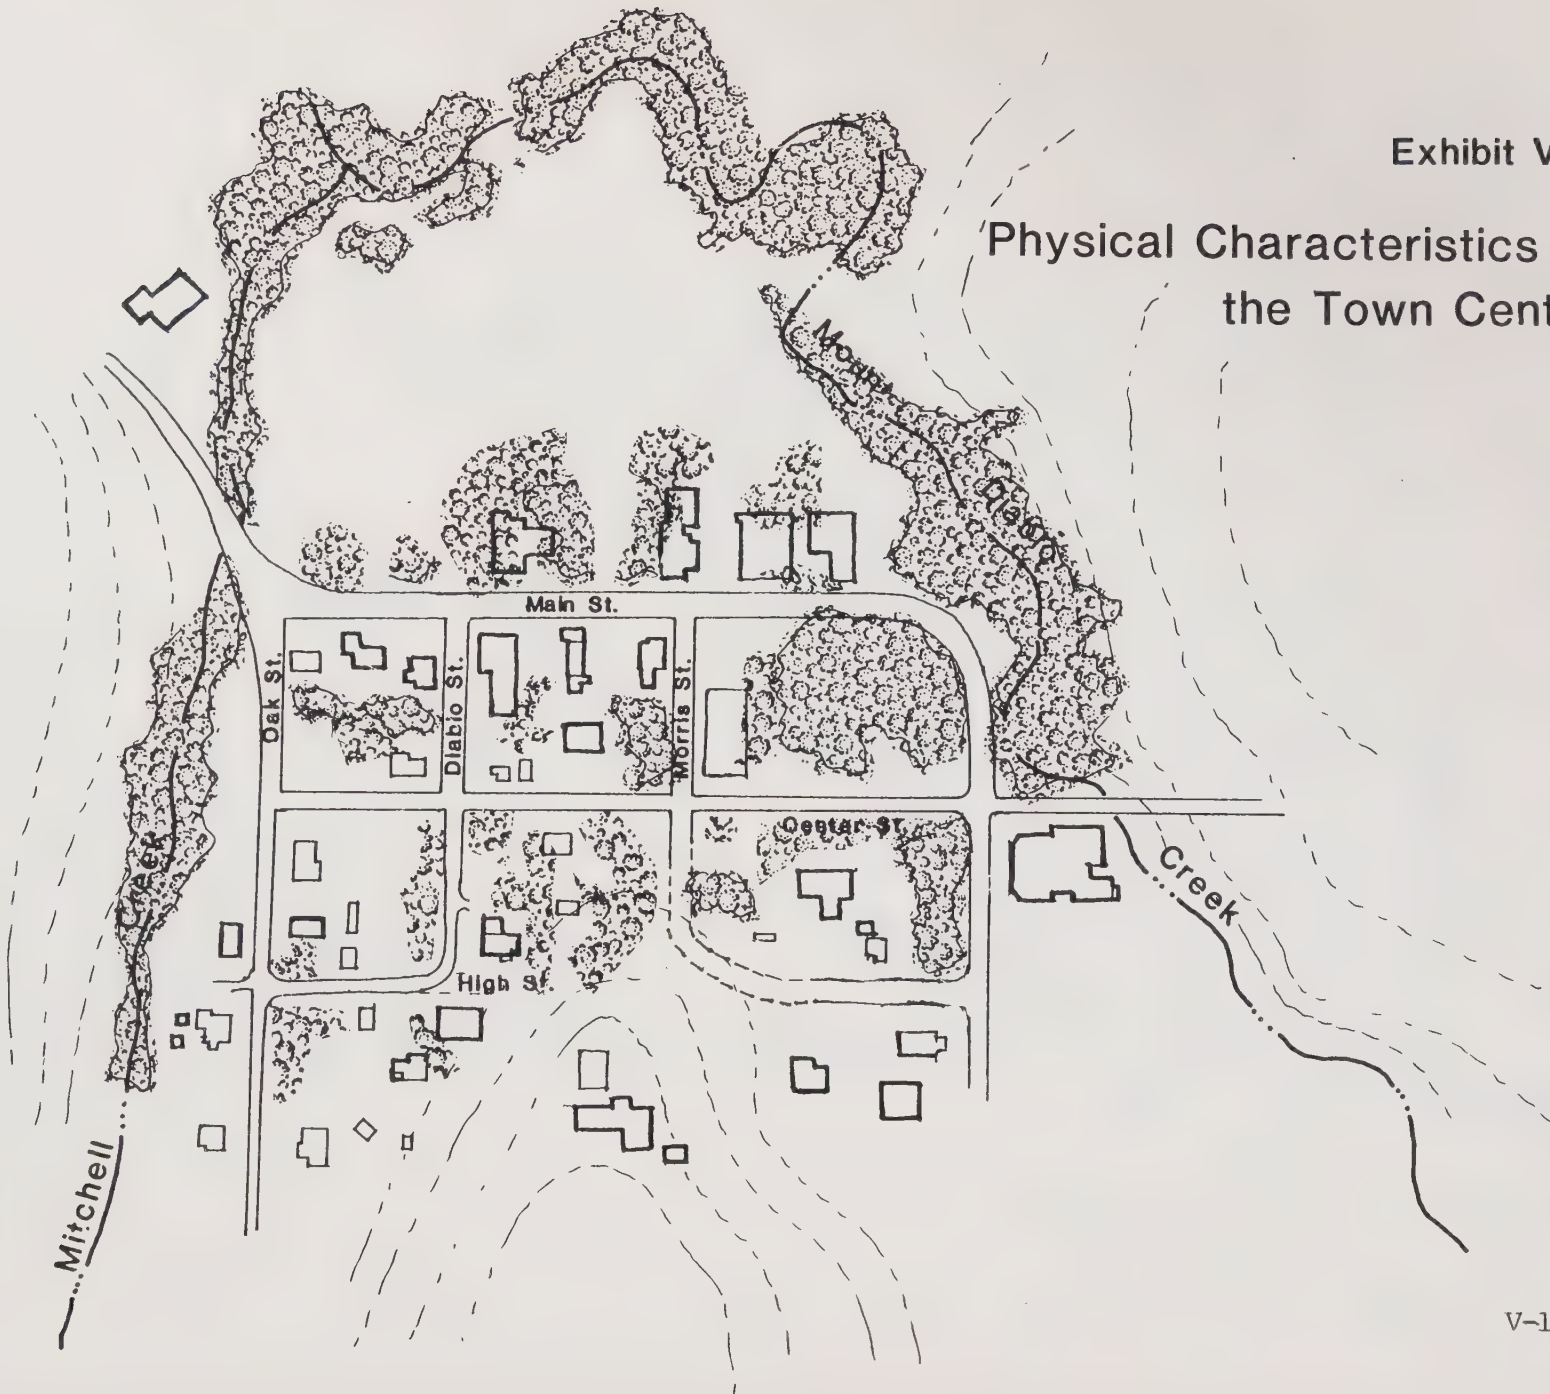 Exhibit V
Physical Characteristics
the Town Cent
Mount
Diablo
Creek
Main St.
Oak St.
Diablo St.
Morris St.
Center St.
High St.
Creek
Mitchell
V-1